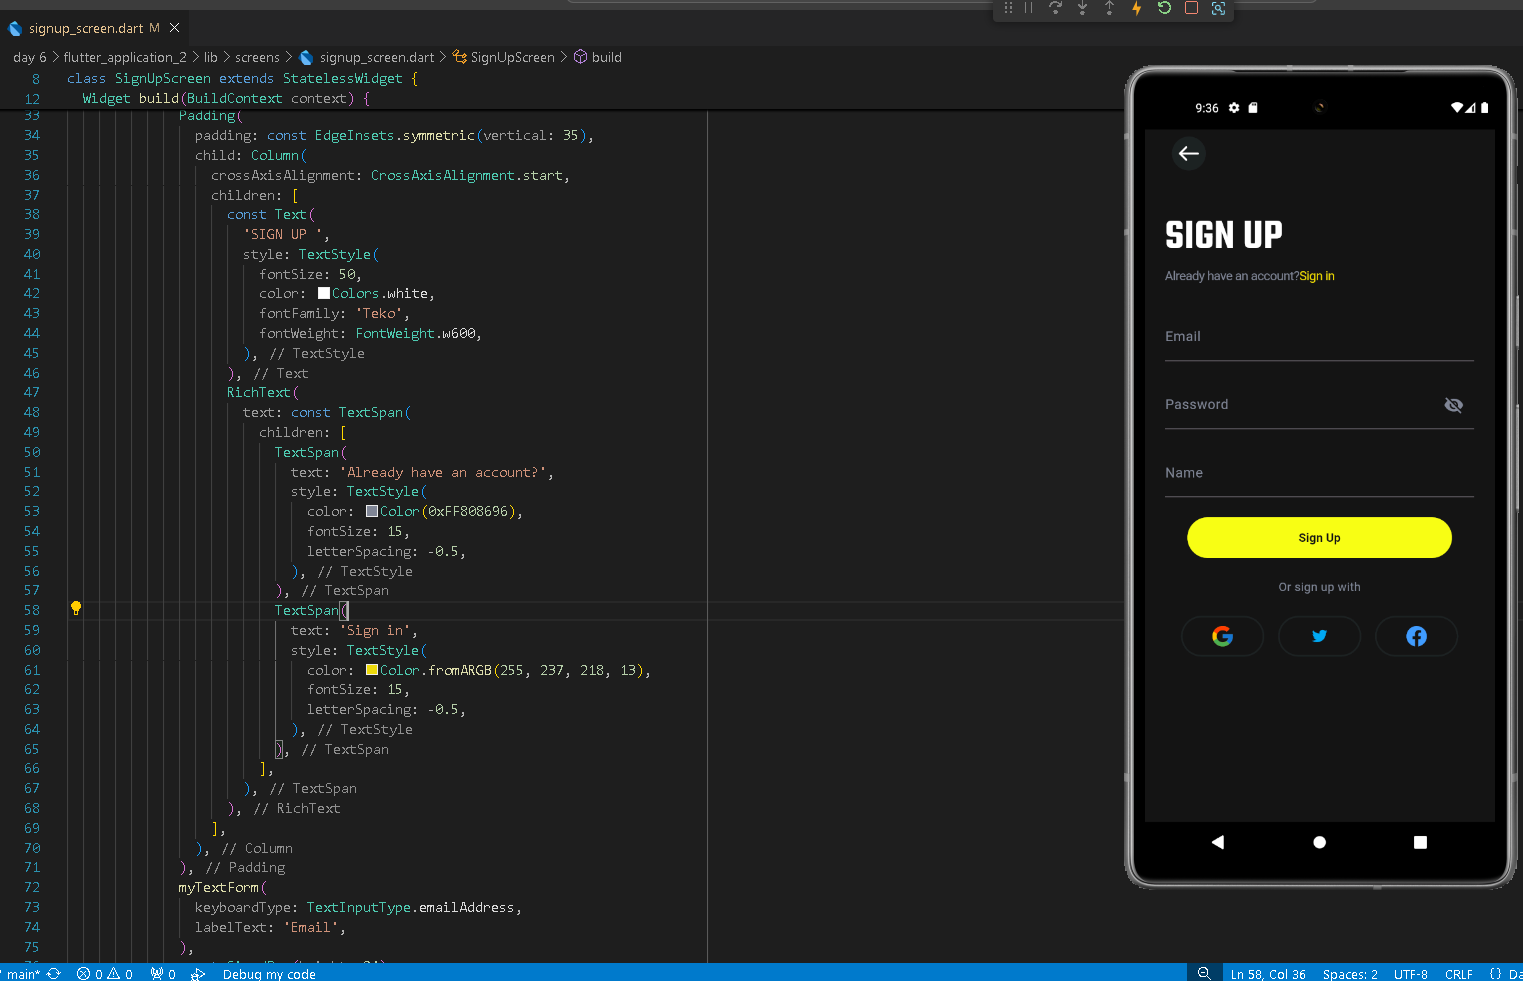 signup_screen.dart M
day 6 > flutter_application_2 > lib > screens > signup_screen.dart > SignUpScreen > build
8 class SignUpScreen extends StatelessWidget {
12 Widget build(BuildContext context) {
33 Padding(
34 padding: const EdgeInsets.symmetric(vertical: 35),
35 child: Column(
36 crossAxisAlignment: CrossAxisAlignment.start,
37 children: [
38 const Text(
39 'SIGN UP ',
40 style: TextStyle(
41 fontSize: 50,
42 color: Colors.white,
43 fontFamily: 'Teko',
44 fontWeight: FontWeight.w600,
45 ), // TextStyle
46 ), // Text
47 RichText(
48 text: const TextSpan(
49 children: [
50 TextSpan(
51 text: 'Already have an account?',
52 style: TextStyle(
53 color: Color(0xFF808696),
54 fontSize: 15,
55 letterSpacing: -0.5,
56 ), // TextStyle
57 ), // TextSpan
58 TextSpan(
59 text: 'Sign in',
60 style: TextStyle(
61 color: Color.fromARGB(255, 237, 218, 13),
62 fontSize: 15,
63 letterSpacing: -0.5,
64 ), // TextStyle
65 ), // TextSpan
66 ],
67 ), // TextSpan
68 ), // RichText
69 ],
70 ), // Column
71 ), // Padding
72 myTextForm(
73 keyboardType: TextInputType.emailAddress,
74 labelText: 'Email',
75 ),
9:36
SIGN UP
Already have an account?Sign in
Email
Password
Name
Sign Up
Or sign up with
main* 0 0 0 Debug my code Ln 58, Col 36 Spaces: 2 UTF-8 CRLF {}